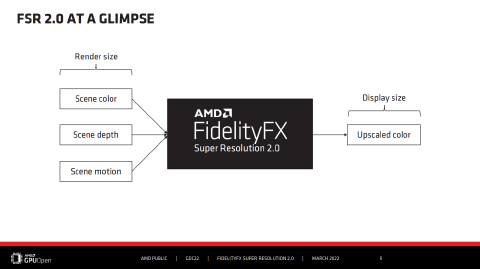 FSR 2.0 AT A GLIMPSE
Render size
Scene color
Scene depth
Scene motion
AMD
FidelityFX
Super Resolution 2.0
Display size
Upscaled color
AMD
GPUOpen
AMD PUBLIC | GDC22 | FIDELITYFX SUPER RESOLUTION 2.0 | MARCH 2022